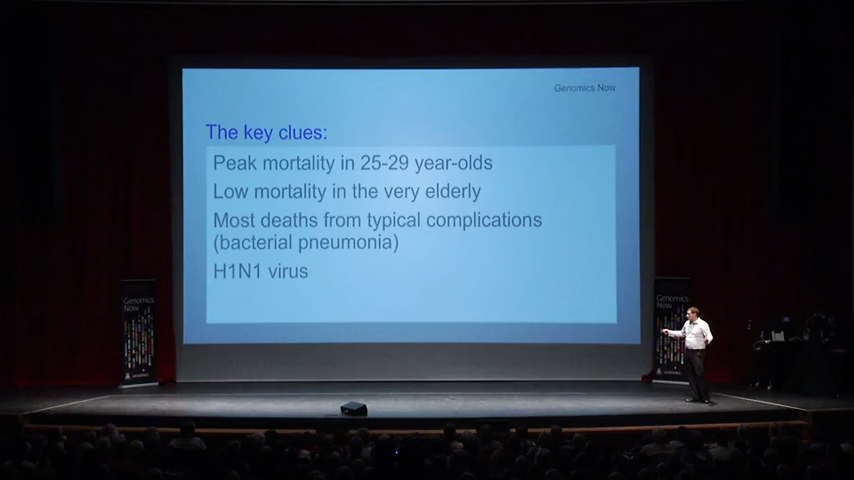 Genomics Now
The key clues:
Peak mortality in 25-29 year-olds
Low mortality in the very elderly
Most deaths from typical complications
(bacterial pneumonia)
H1N1 virus
Genomics
Now
Genomics
Now